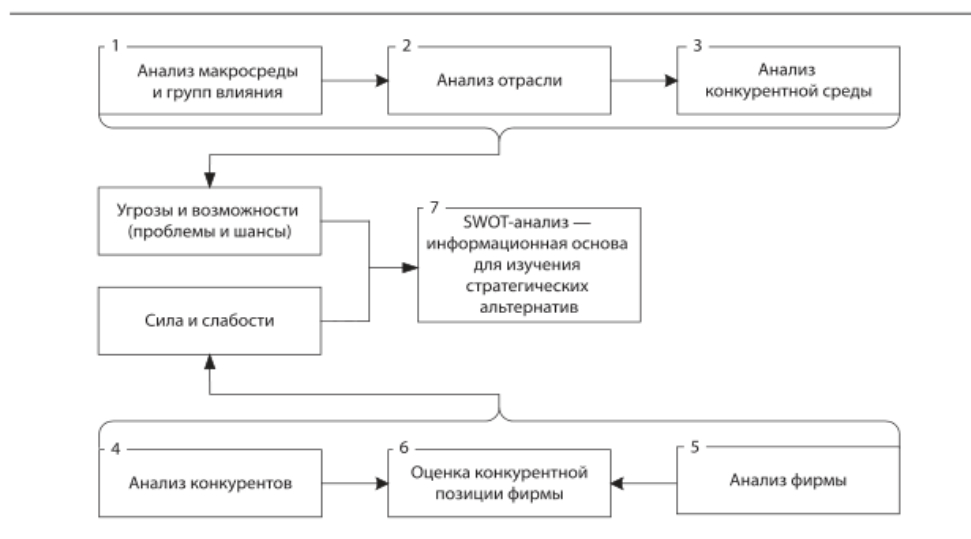 1
Анализ макросреды
и групп влияния
2
Анализ отрасли
3
Анализ
конкурентной среды
Угрозы и возможности
(проблемы и шансы)
7
SWOT-анализ —
информационная основа
для изучения
стратегических
альтернатив
Сила и слабости
4
Анализ конкурентов
6
Оценка конкурентной
позиции фирмы
5
Анализ фирмы